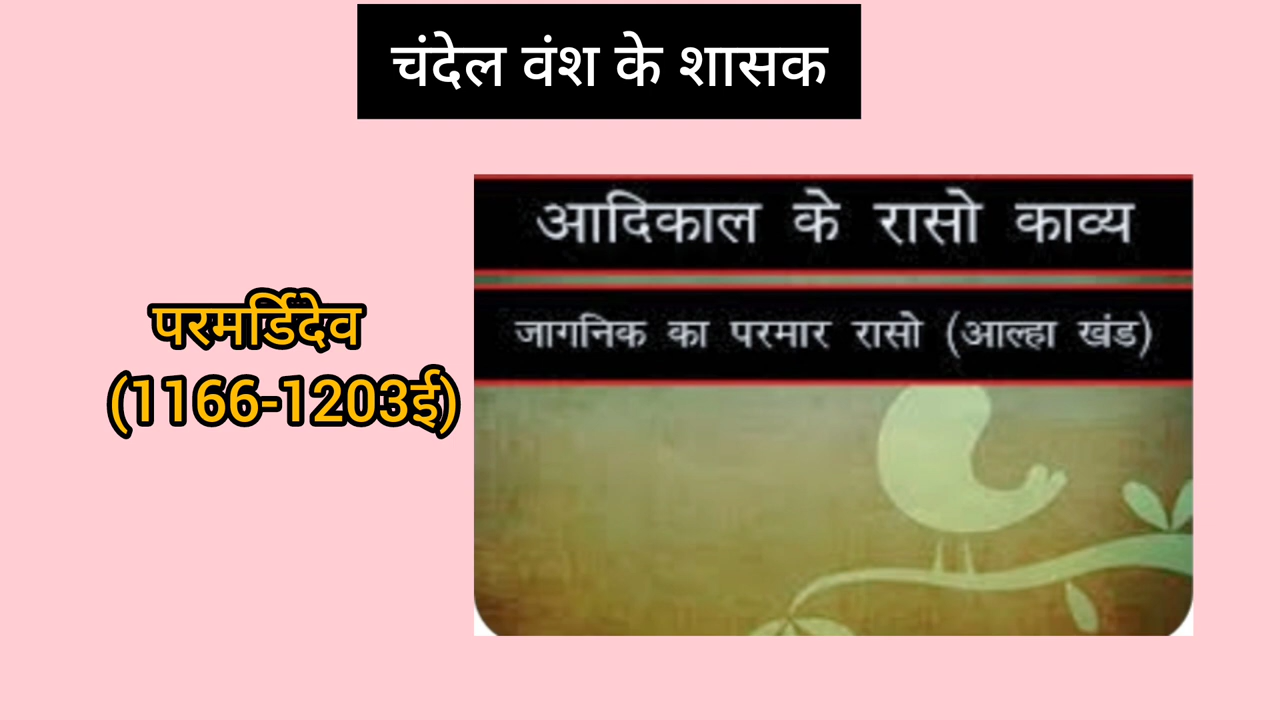 चंदेल वंश के शासक
आदिकाल के रासो काव्य
जागनिक का परमार रासो (आल्हा खंड)
परमर्डिदेव
(1166-1203ई)